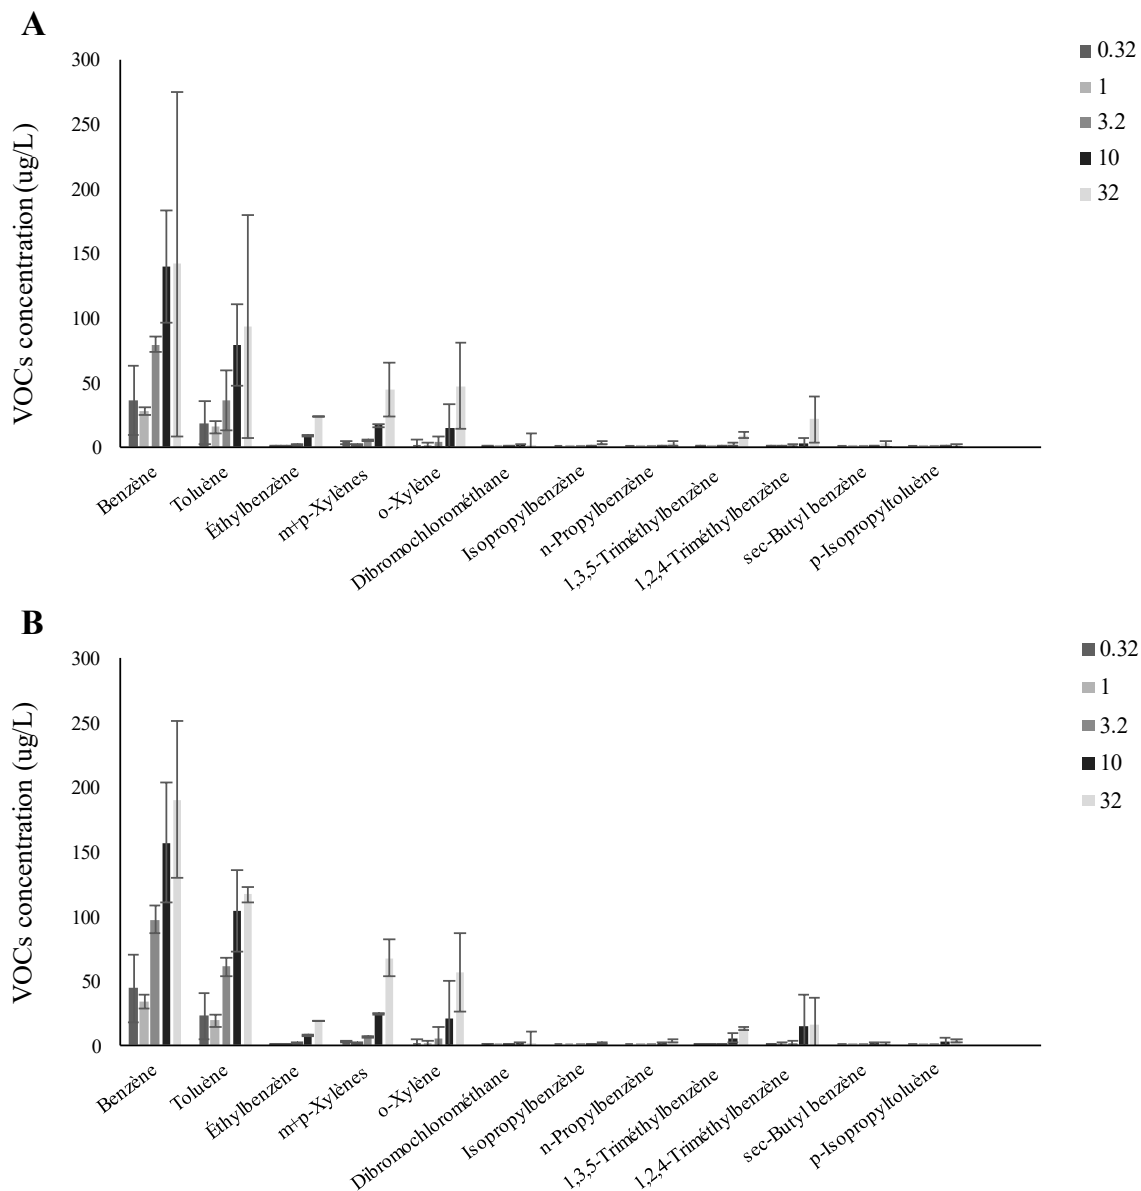 A
300
250
200
150
100
50
0
VOCs concentration (ug/L)
0.32
1
3.2
10
32
Benzène
Toluène
Éthylbenzène
m+p-Xylènes
o-Xylène
Dibromochlorométhane
Isopropylbenzène
n-Propylbenzène
1,3,5-Triméthylbenzène
1,2,4-Triméthylbenzène
sec-Butyl benzène
p-Isopropyltoluène
B
300
250
200
150
100
50
0
VOCs concentration (ug/L)
0.32
1
3.2
10
32
Benzène
Toluène
Éthylbenzène
m+p-Xylènes
o-Xylène
Dibromochlorométhane
Isopropylbenzène
n-Propylbenzène
1,3,5-Triméthylbenzène
1,2,4-Triméthylbenzène
sec-Butyl benzène
p-Isopropyltoluène